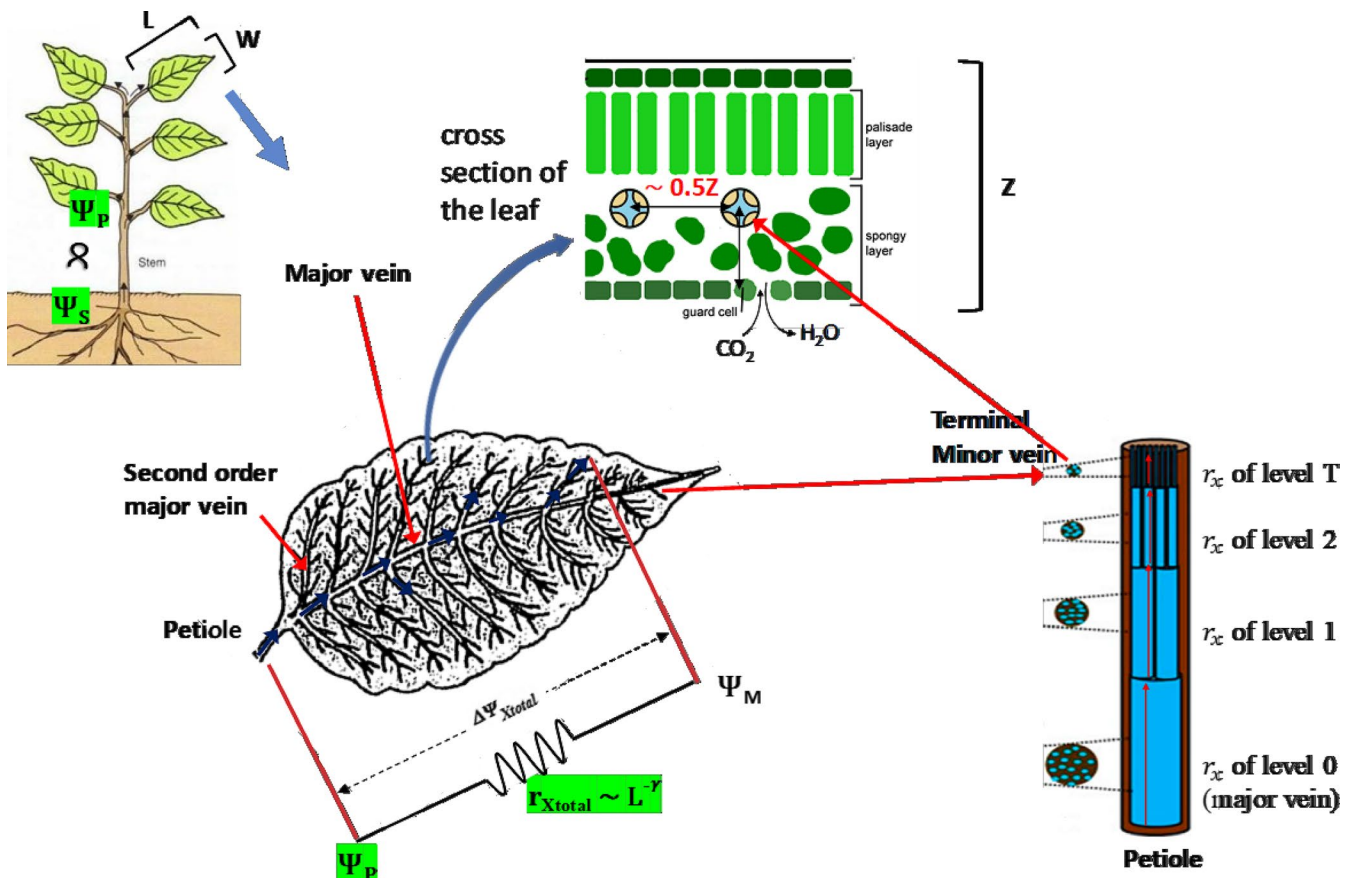 L
W
Ψ_P
∝
Stem
Ψ_S
cross
section of
the leaf
~ 0.5Z
palisade
layer
spongy
layer
Z
guard cell
CO₂
H₂O
Major vein
Second order
major vein
Petiole
ΔΨ_Xtotal
Ψ_M
r_Xtotal ~ L^-γ
Ψ_P
Terminal
Minor vein
r_x of level T
r_x of level 2
r_x of level 1
r_x of level 0
(major vein)
Petiole